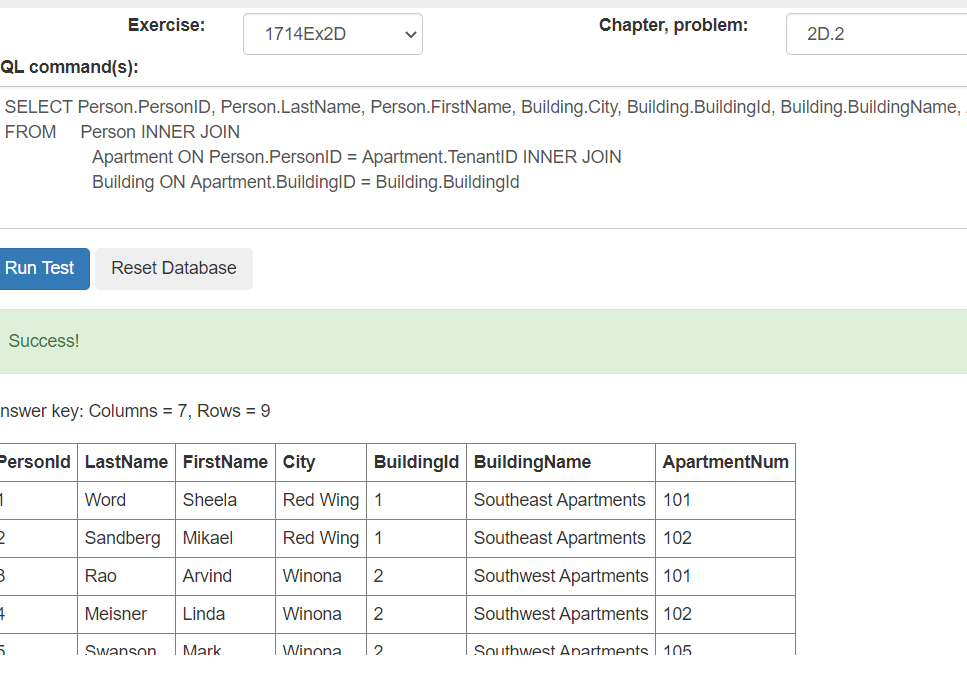 Exercise: 1714Ex2D Chapter, problem: 2D.2
QL command(s):
SELECT Person.PersonID, Person.LastName, Person.FirstName, Building.City, Building.BuildingId, Building.BuildingName,
FROM Person INNER JOIN
Apartment ON Person.PersonID = Apartment.TenantID INNER JOIN
Building ON Apartment.BuildingID = Building.BuildingId
Run Test Reset Database
Success!
nswer key: Columns = 7, Rows = 9
PersonId LastName FirstName City BuildingId BuildingName ApartmentNum
1 Word Sheela Red Wing 1 Southeast Apartments 101
2 Sandberg Mikael Red Wing 1 Southeast Apartments 102
3 Rao Arvind Winona 2 Southwest Apartments 101
4 Meisner Linda Winona 2 Southwest Apartments 102
5 Swanson Mark Winona 2 Southwest Apartments 105